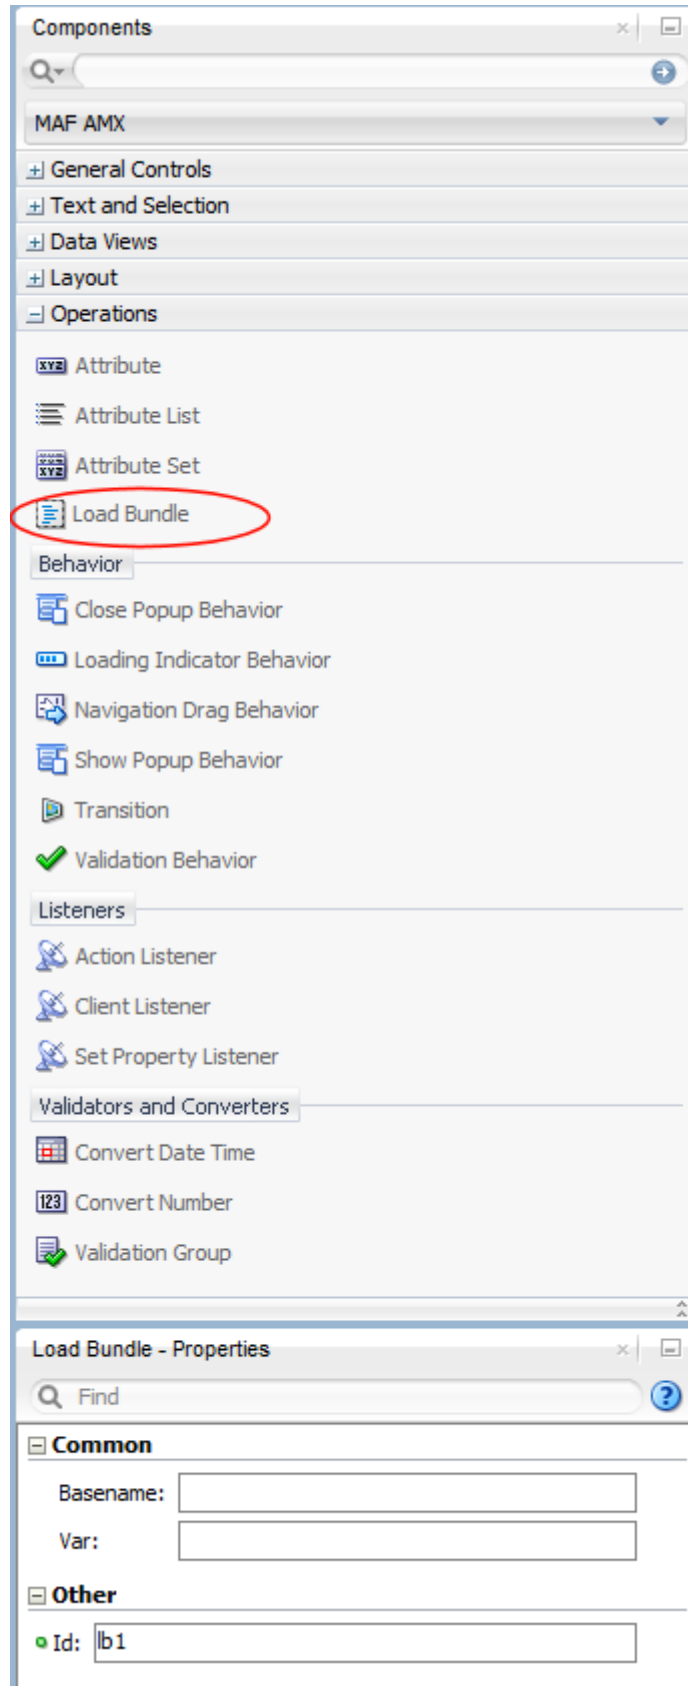 Components
MAF AMX
General Controls
Text and Selection
Data Views
Layout
Operations
XYZ Attribute
Attribute List
XYZ Attribute Set
Load Bundle
Behavior
Close Popup Behavior
Loading Indicator Behavior
Navigation Drag Behavior
Show Popup Behavior
Transition
Validation Behavior
Listeners
Action Listener
Client Listener
Set Property Listener
Validators and Converters
Convert Date Time
123 Convert Number
Validation Group
Load Bundle - Properties
Find
Common
Basename:
Var:
Other
Id: lb1